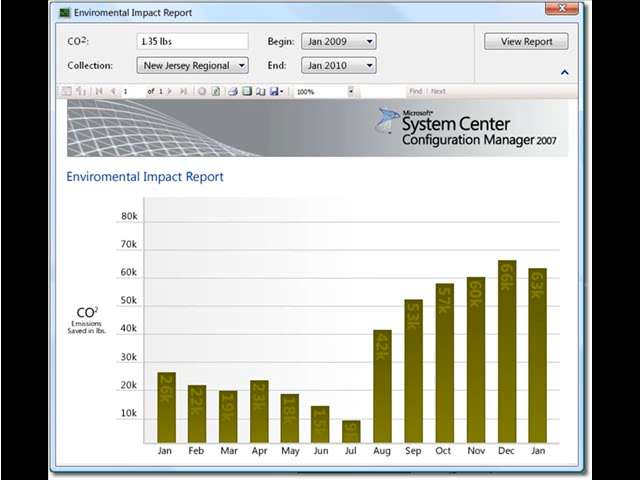 Enviromental Impact Report
CO²: 1.35 lbs Begin: Jan 2009 View Report
Collection: New Jersey Regional End: Jan 2010
1 of 1 100% Find | Next
Microsoft®
System Center
Configuration Manager 2007
Enviromental Impact Report
80k
70k
60k
50k
40k
30k
20k
10k
CO²
Emissions
Saved in lbs.
26k 22k 19k 23k 18k 15k 9k 42k 53k 57k 60k 66k 63k
Jan Feb Mar Apr May Jun Jul Aug Sep Oct Nov Dec Jan